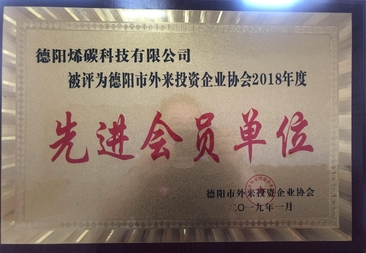 德阳烯碳科技有限公司
被评为德阳市外来投资企业协会2018年度
先进会员单位
德阳市外来投资企业协会
二〇一九年一月